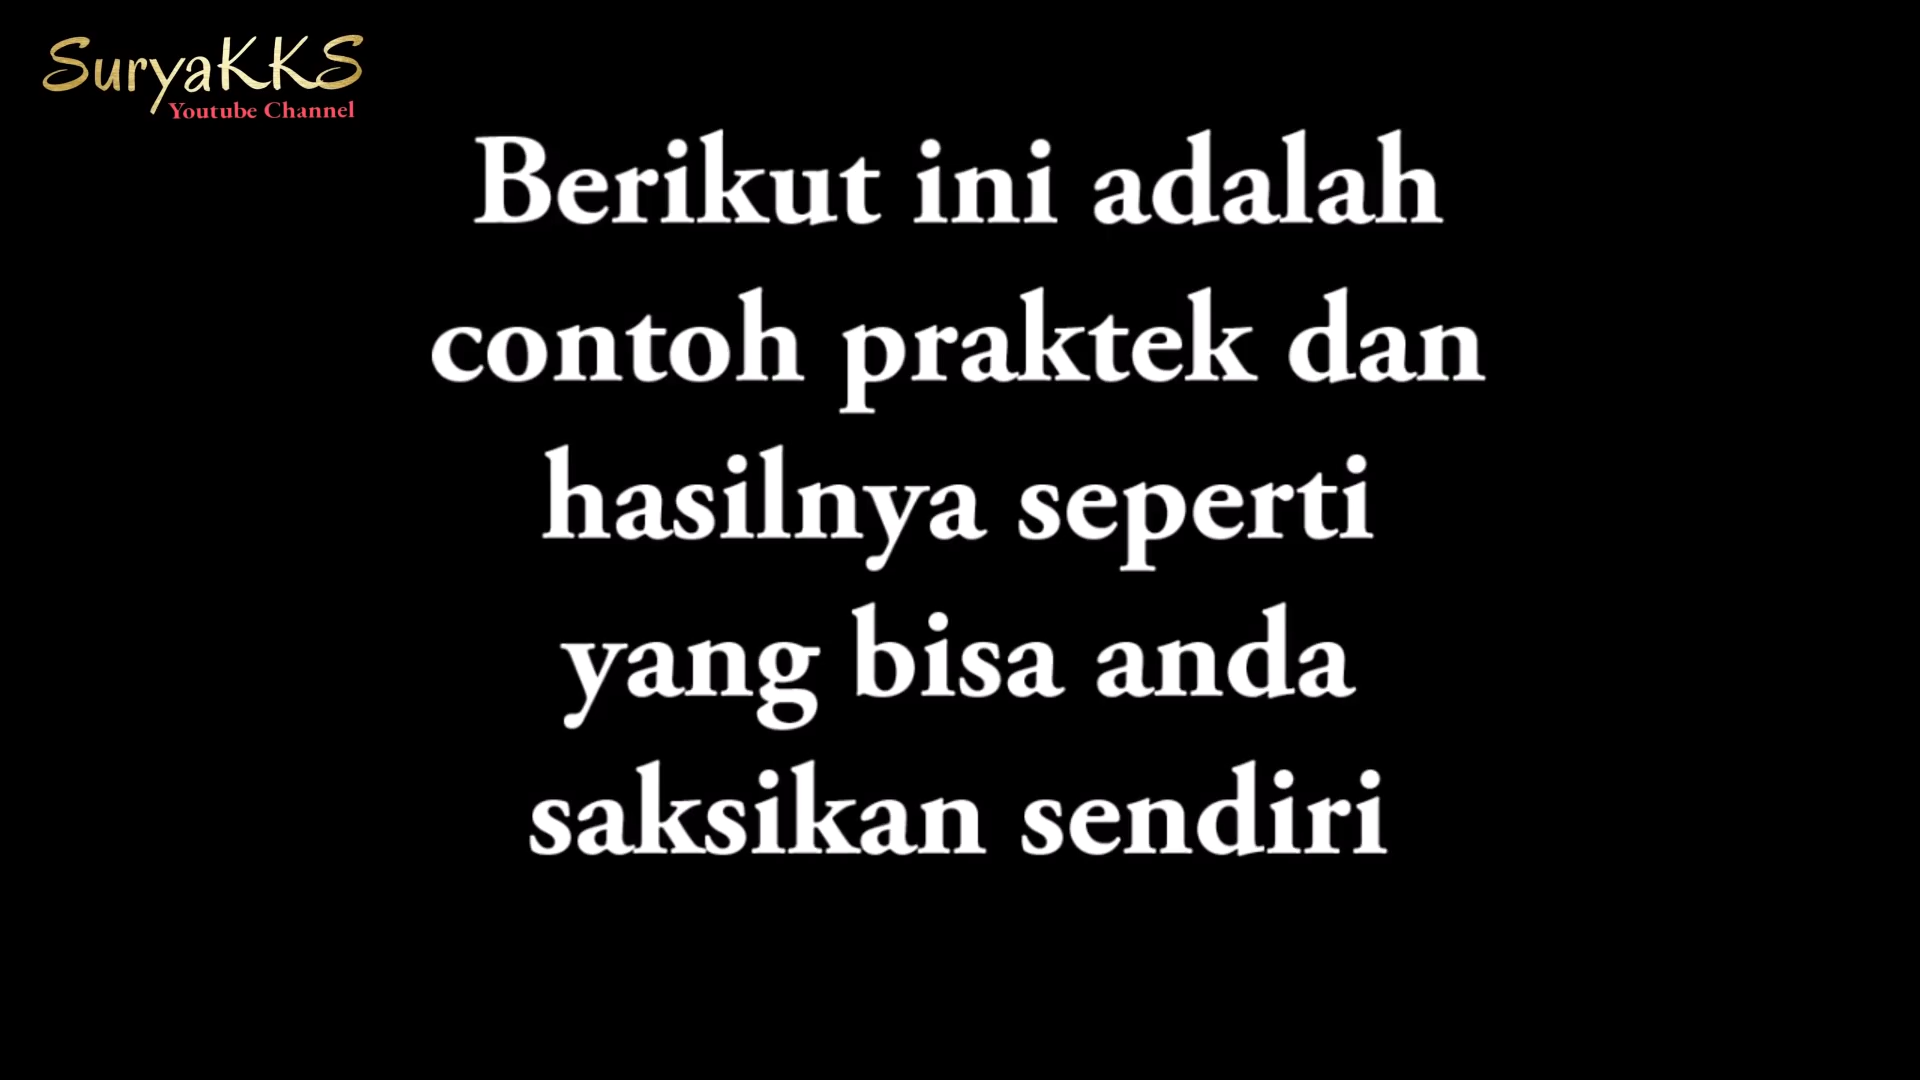 SuryaKKS
Youtube Channel
Berikut ini adalah
contoh praktek dan
hasilnya seperti
yang bisa anda
saksikan sendiri